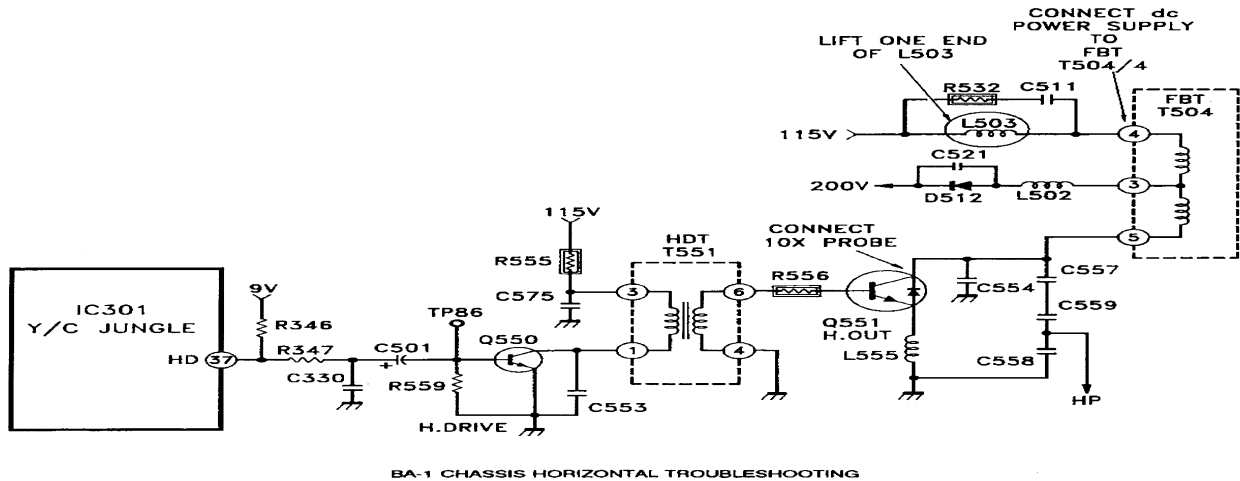 CONNECT dc
POWER SUPPLY
TO
FBT
T504/4
LIFT ONE END
OF L503
R532
C511
FBT
T504
115V
L503
4
C521
200V
D512
L502
3
115V
CONNECT
10X PROBE
5
HDT
T551
R555
R556
C557
IC301
Y/C JUNGLE
9V
C575
3
6
C554
C559
TP86
Q551
H.OUT
R346
Q550
L555
HD
37
R347
C501
+
1
4
C558
C330
R559
C553
HP
H.DRIVE
BA-1 CHASSIS HORIZONTAL TROUBLESHOOTING